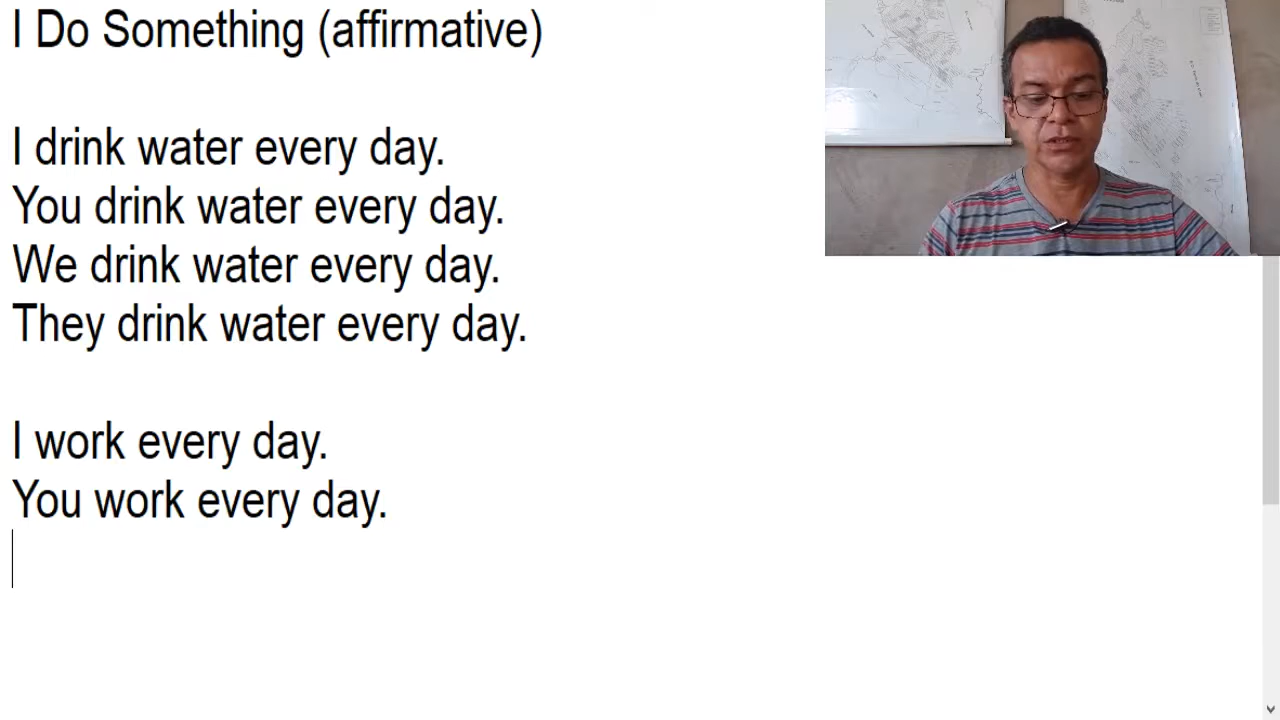 I Do Something (affirmative)
I drink water every day.
You drink water every day.
We drink water every day.
They drink water every day.
I work every day.
You work every day.